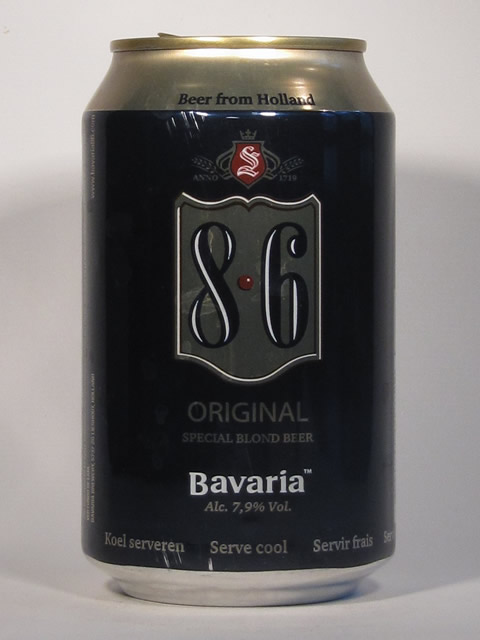 Beer from Holland
S
ANNO 1719
8·6
ORIGINAL
SPECIAL BLOND BEER
Bavaria™
Alc. 7,9% Vol.
Koel serveren Serve cool Servir frais